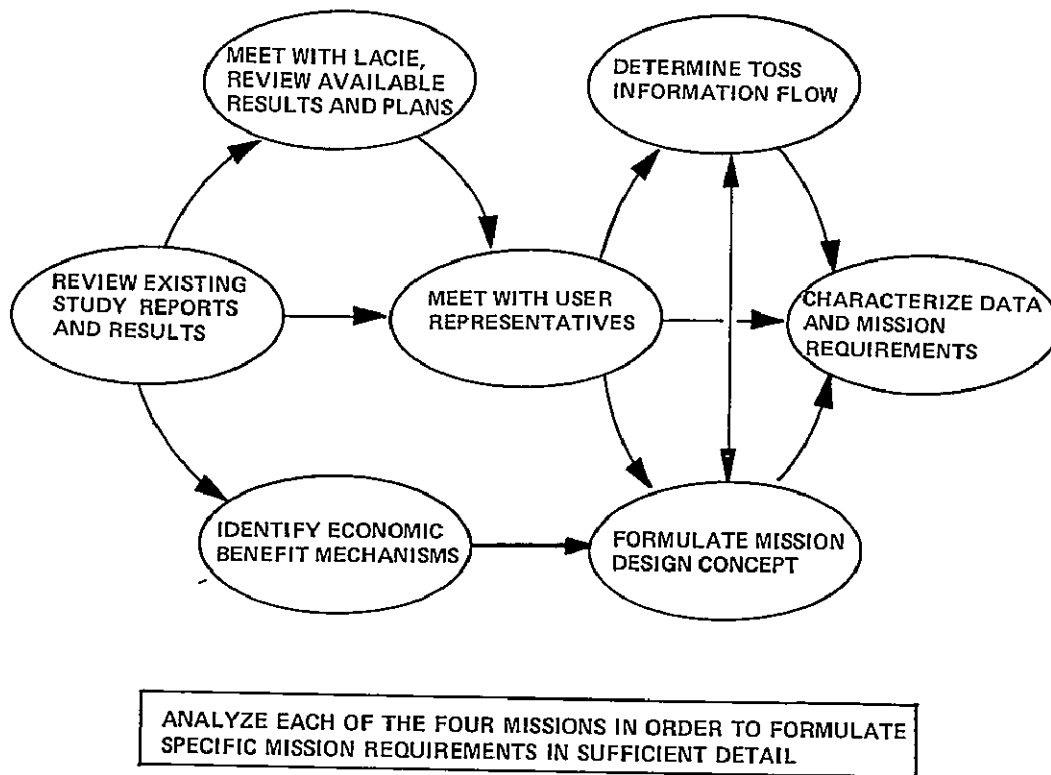 MEET WITH LACIE,
REVIEW AVAILABLE
RESULTS AND PLANS
DETERMINE TOSS
INFORMATION FLOW
REVIEW EXISTING
STUDY REPORTS
AND RESULTS
MEET WITH USER
REPRESENTATIVES
CHARACTERIZE DATA
AND MISSION
REQUIREMENTS
IDENTIFY ECONOMIC
BENEFIT MECHANISMS
FORMULATE MISSION
DESIGN CONCEPT
ANALYZE EACH OF THE FOUR MISSIONS IN ORDER TO FORMULATE
SPECIFIC MISSION REQUIREMENTS IN SUFFICIENT DETAIL